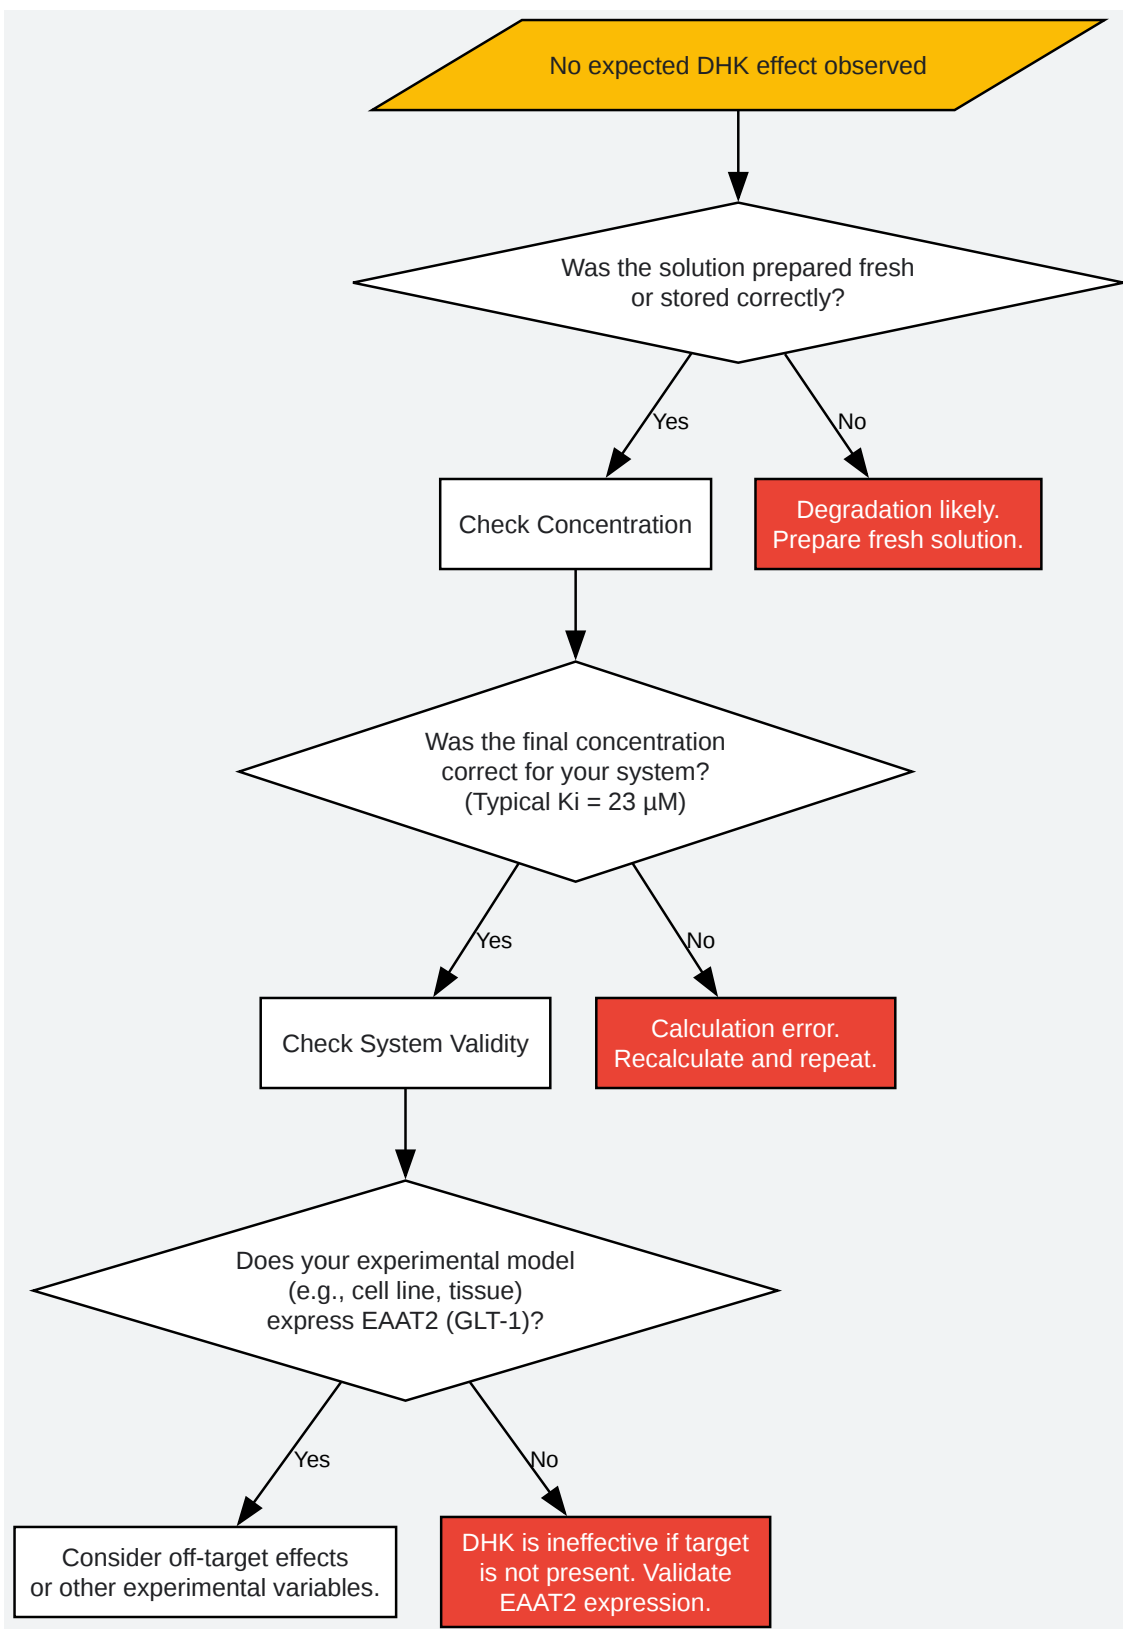 No expected DHK effect observed
Was the solution prepared fresh
or stored correctly?
Yes
No
Check Concentration
Degradation likely.
Prepare fresh solution.
Was the final concentration
correct for your system?
(Typical Ki = 23 µM)
Yes
No
Check System Validity
Calculation error.
Recalculate and repeat.
Does your experimental model
(e.g., cell line, tissue)
express EAAT2 (GLT-1)?
Yes
No
Consider off-target effects
or other experimental variables.
DHK is ineffective if target
is not present. Validate
EAAT2 expression.